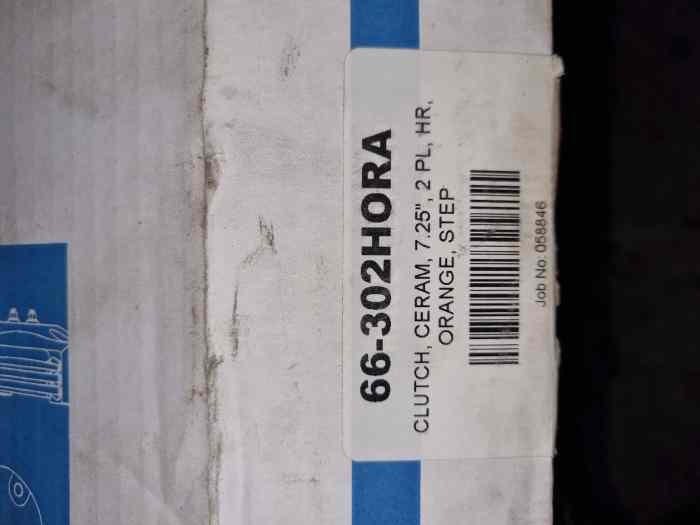 66-302HORA
CLUTCH, CERAM, 7.25", 2 PL, HR,
ORANGE, STEP
Job No: 058846